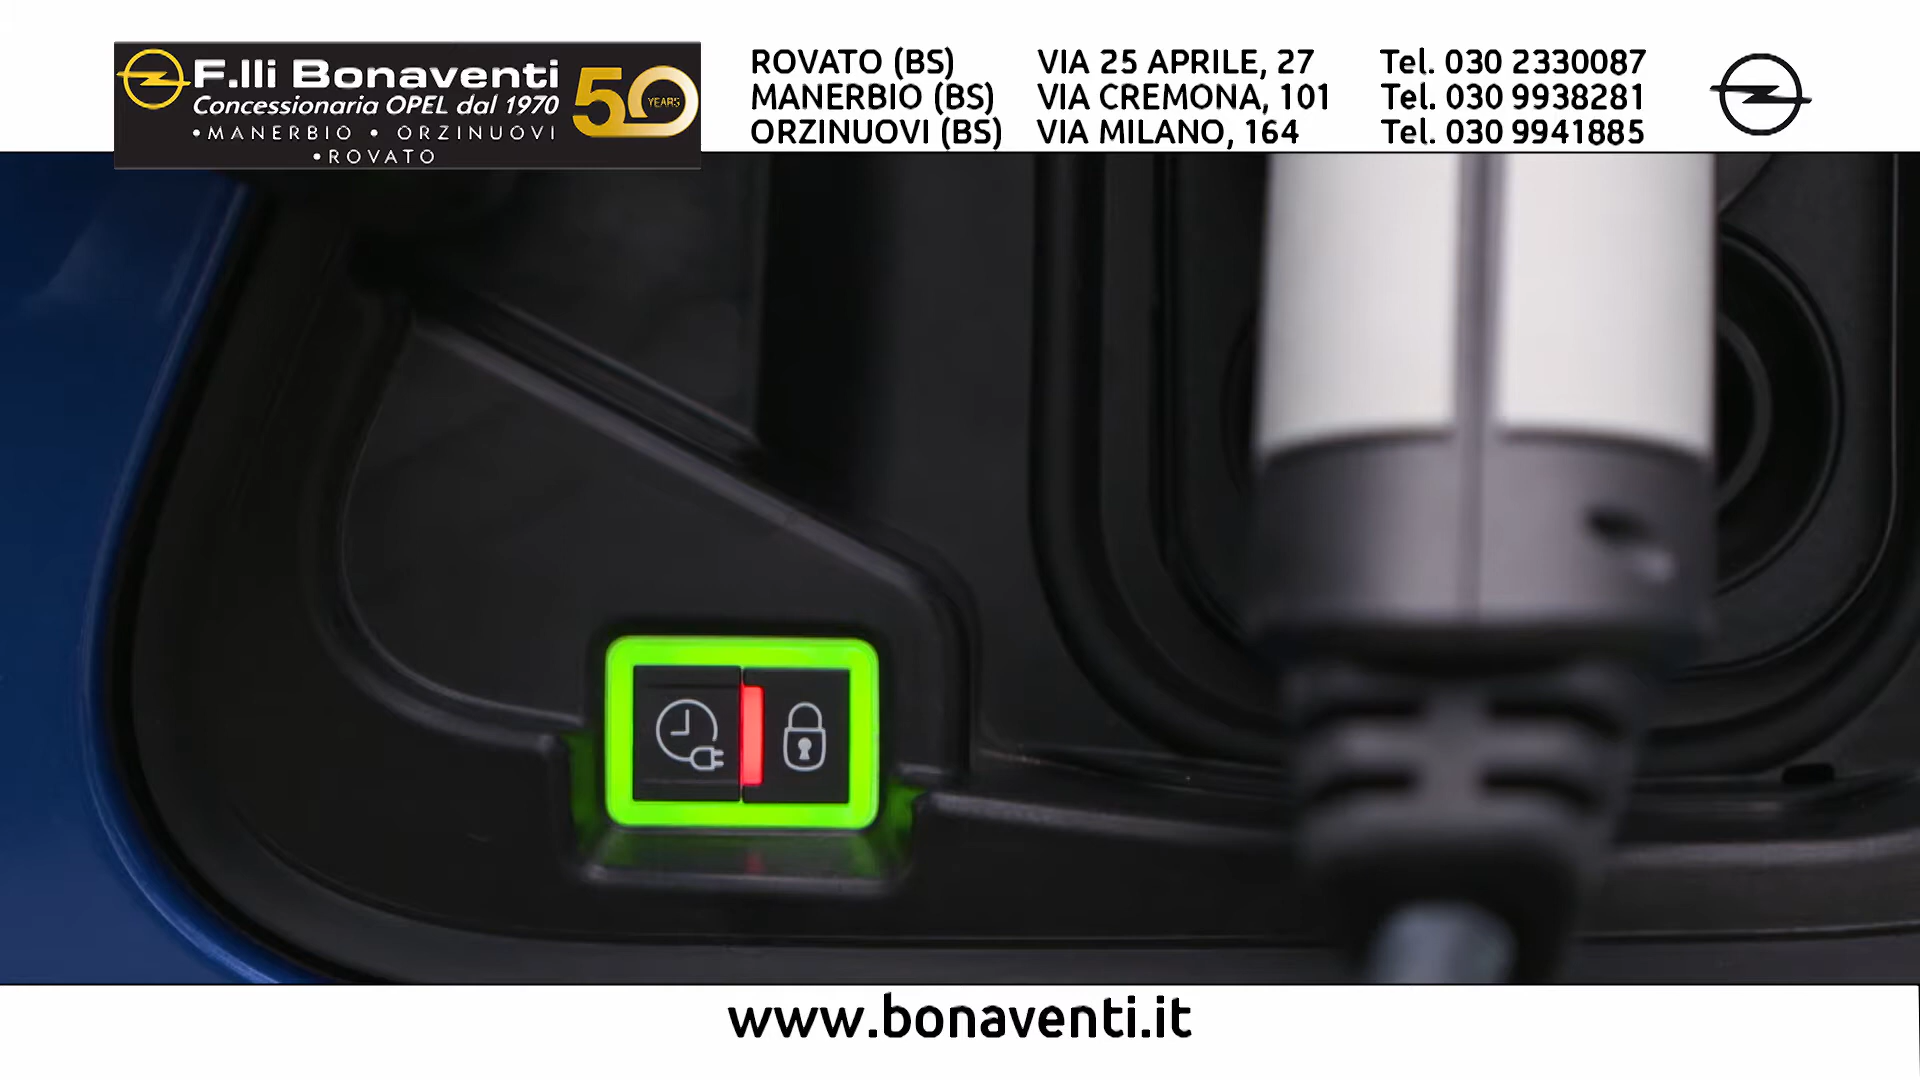 F.lli Bonaventi
Concessionaria OPEL dal 1970
•MANERBIO • ORZINUOVI
•ROVATO
50 YEARS
ROVATO (BS) VIA 25 APRILE, 27 Tel. 030 2330087
MANERBIO (BS) VIA CREMONA, 101 Tel. 030 9938281
ORZINUOVI (BS) VIA MILANO, 164 Tel. 030 9941885
www.bonaventi.it